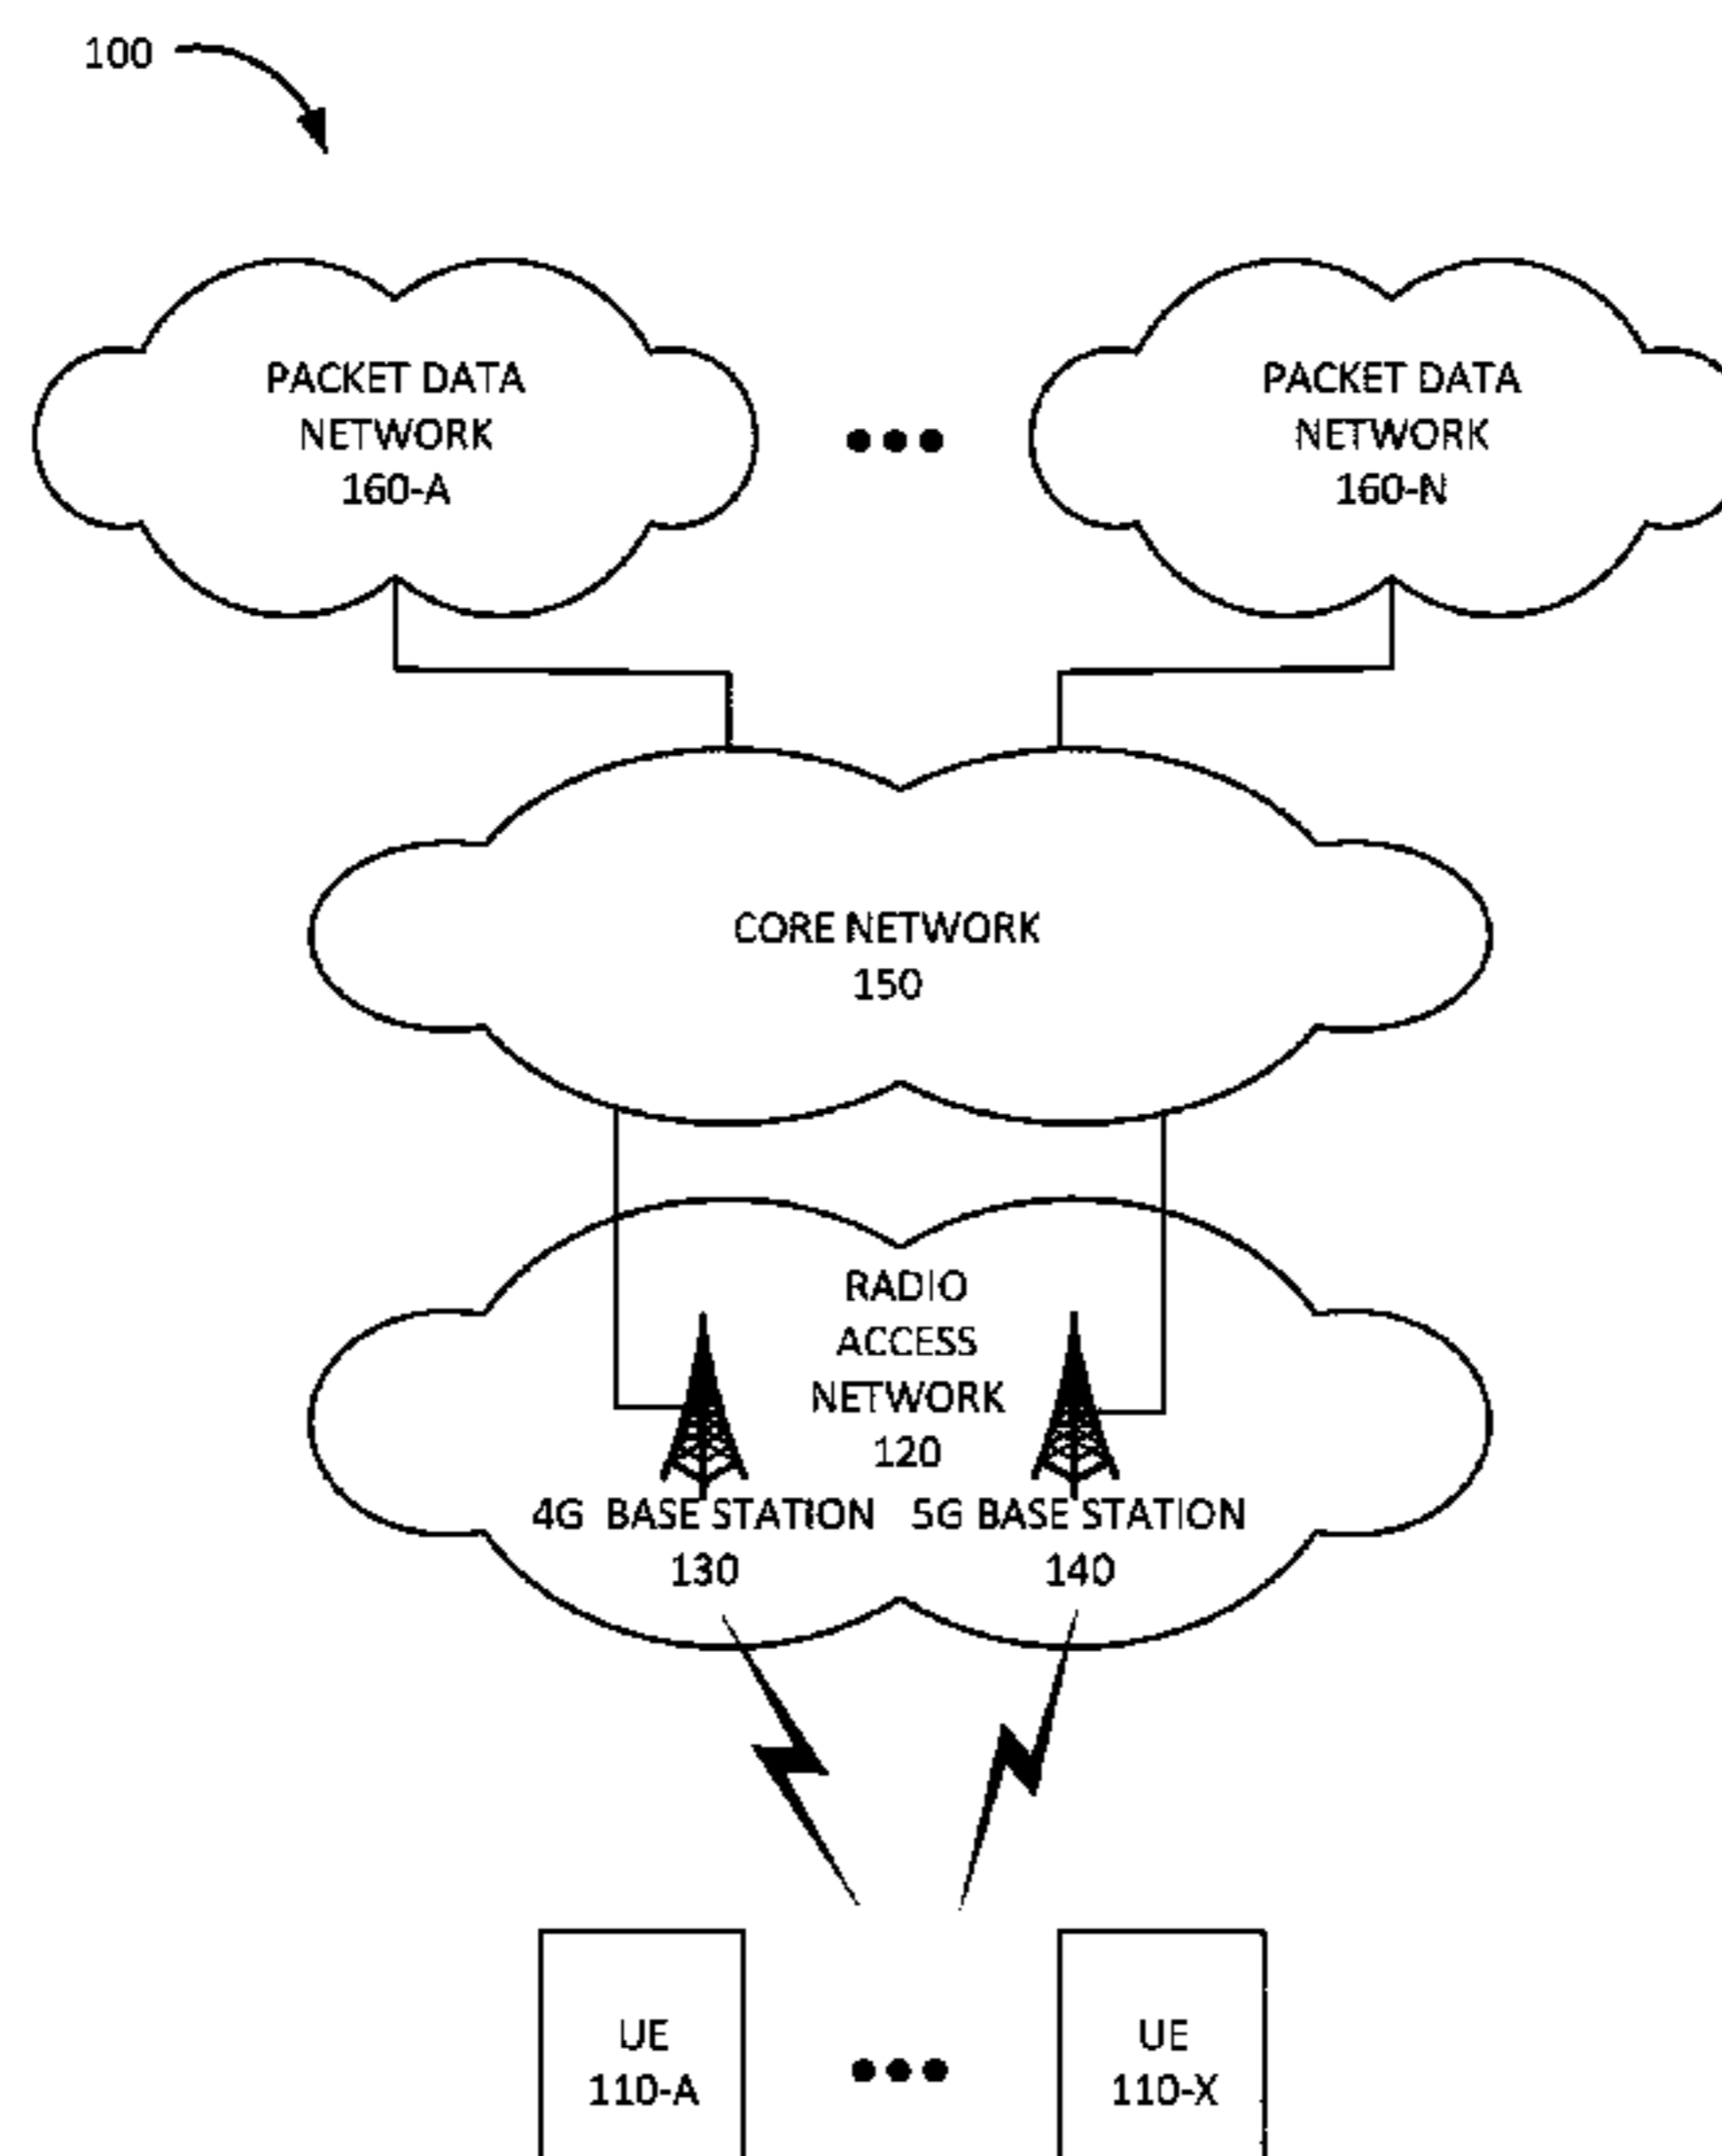 100
PACKET DATA
NETWORK
160-A
PACKET DATA
NETWORK
160-N
CORE NETWORK
150
RADIO
ACCESS
NETWORK
120
4G BASE STATION
130
5G BASE STATION
140
UE
110-A
UE
110-X